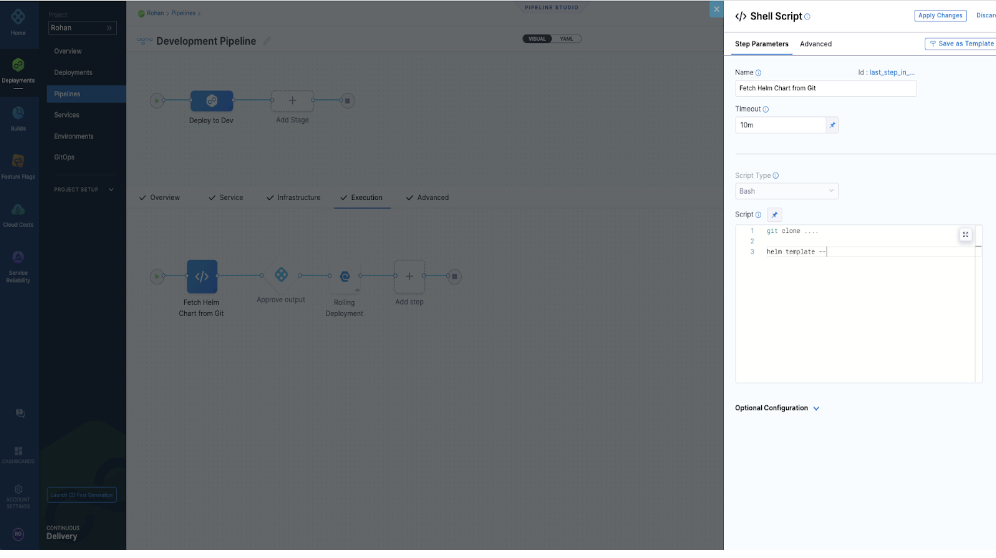 Home
Deployments
Builds
Feature Flags
Cloud Costs
Service
Reliability
DASHBOARDS
ACCOUNT
SETTINGS
Project
Rohan
Overview
Deployments
Pipelines
Services
Environments
GitOps
PROJECT SETUP
Launch CD First Generation
CONTINUOUS
Delivery
Rohan > Pipelines >
PIPELINE STUDIO
Development Pipeline
VISUAL YAML
Deploy to Dev
Add Stage
Overview Service Infrastructure Execution Advanced
Fetch Helm
Chart from Git
Approve output
Rolling
Deployment
Add step
</> Shell Script
Apply Changes
Discar
Step Parameters Advanced
Save as Template
Name
Id : last_step_in_...
Fetch Helm Chart from Git
Timeout
10m
Script Type
Bash
Script
1 git clone ....
2
3 helm template --
Optional Configuration